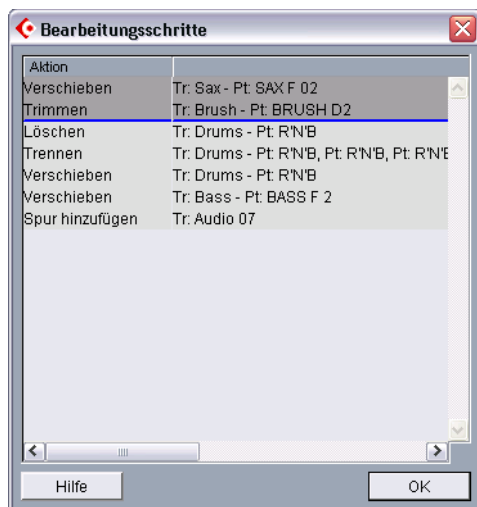 Bearbeitungsschritte
Aktion
Verschieben Tr: Sax - Pt: SAX F 02
Trimmen Tr: Brush - Pt: BRUSH D2
Löschen Tr: Drums - Pt: R'N'B
Trennen Tr: Drums - Pt: R'N'B, Pt: R'N'B, Pt: R'N'E
Verschieben Tr: Drums - Pt: R'N'B
Verschieben Tr: Bass - Pt: BASS F 2
Spur hinzufügen Tr: Audio 07
Hilfe OK